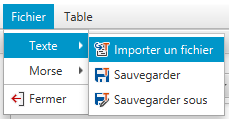 Fichier Table
Texte
Morse
Fermer
Importer un fichier
Sauvegarder
Sauvegarder sous